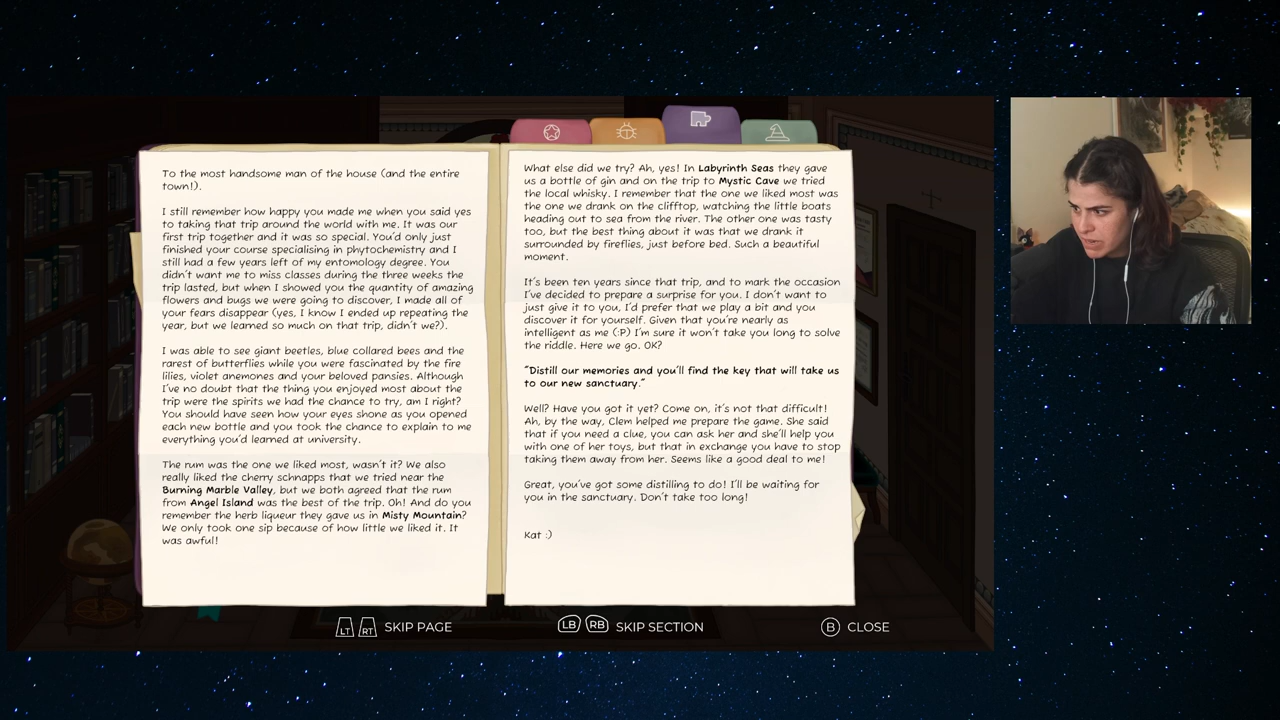 To the most handsome man of the house (and the entire
town!).
I still remember how happy you made me when you said yes
to taking that trip around the world with me. It was our
first trip together and it was so special. You'd only just
finished your course specialising in phytochemistry and I
still had a few years left of my entomology degree. You
didn't want me to miss classes during the three weeks the
trip lasted, but when I showed you the quantity of amazing
flowers and bugs we were going to discover, I made all of
your fears disappear (yes, I know I ended up repeating the
year, but we learned so much on that trip, didn't we?).
I was able to see giant beetles, blue collared bees and the
rarest of butterflies while you were fascinated by the fire
lilies, violet anemones and your beloved pansies. Although
I've no doubt that the thing you enjoyed most about the
trip were the spirits we had the chance to try, am I right?
You should have seen how your eyes shone as you opened
each new bottle and you took the chance to explain to me
everything you'd learned at university.
The rum was the one we liked most, wasn't it? We also
really liked the cherry schnapps that we tried near the
Burning Marble Valley, but we both agreed that the rum
from Angel Island was the best of the trip. Oh! And do you
remember the herb liqueur they gave us in Misty Mountain?
We only took one sip because of how little we liked it. It
was awful!
What else did we try? Ah, yes! In Labyrinth Seas they gave
us a bottle of gin and on the trip to Mystic Cave we tried
the local whisky. I remember that the one we liked most was
the one we drank on the clifftop, watching the little boats
heading out to sea from the river. The other one was tasty
too, but the best thing about it was that we drank it
surrounded by fireflies, just before bed. Such a beautiful
moment.
It's been ten years since that trip, and to mark the occasion
I've decided to prepare a surprise for you. I don't want to
just give it to you, I'd prefer that we play a bit and you
discover it for yourself. Given that you're nearly as
intelligent as me (:P) I'm sure it won't take you long to solve
the riddle. Here we go. OK?
"Distill our memories and you'll find the key that will take us
to our new sanctuary."
Well? Have you got it yet? Come on, it's not that difficult!
Ah, by the way, Clem helped me prepare the game. She said
that if you need a clue, you can ask her and she'll help you
with one of her toys, but that in exchange you have to stop
taking them away from her. Seems like a good deal to me!
Great, you've got some distilling to do! I'll be waiting for
you in the sanctuary. Don't take too long!
Kat :)
LT RT SKIP PAGE LB RB SKIP SECTION B CLOSE